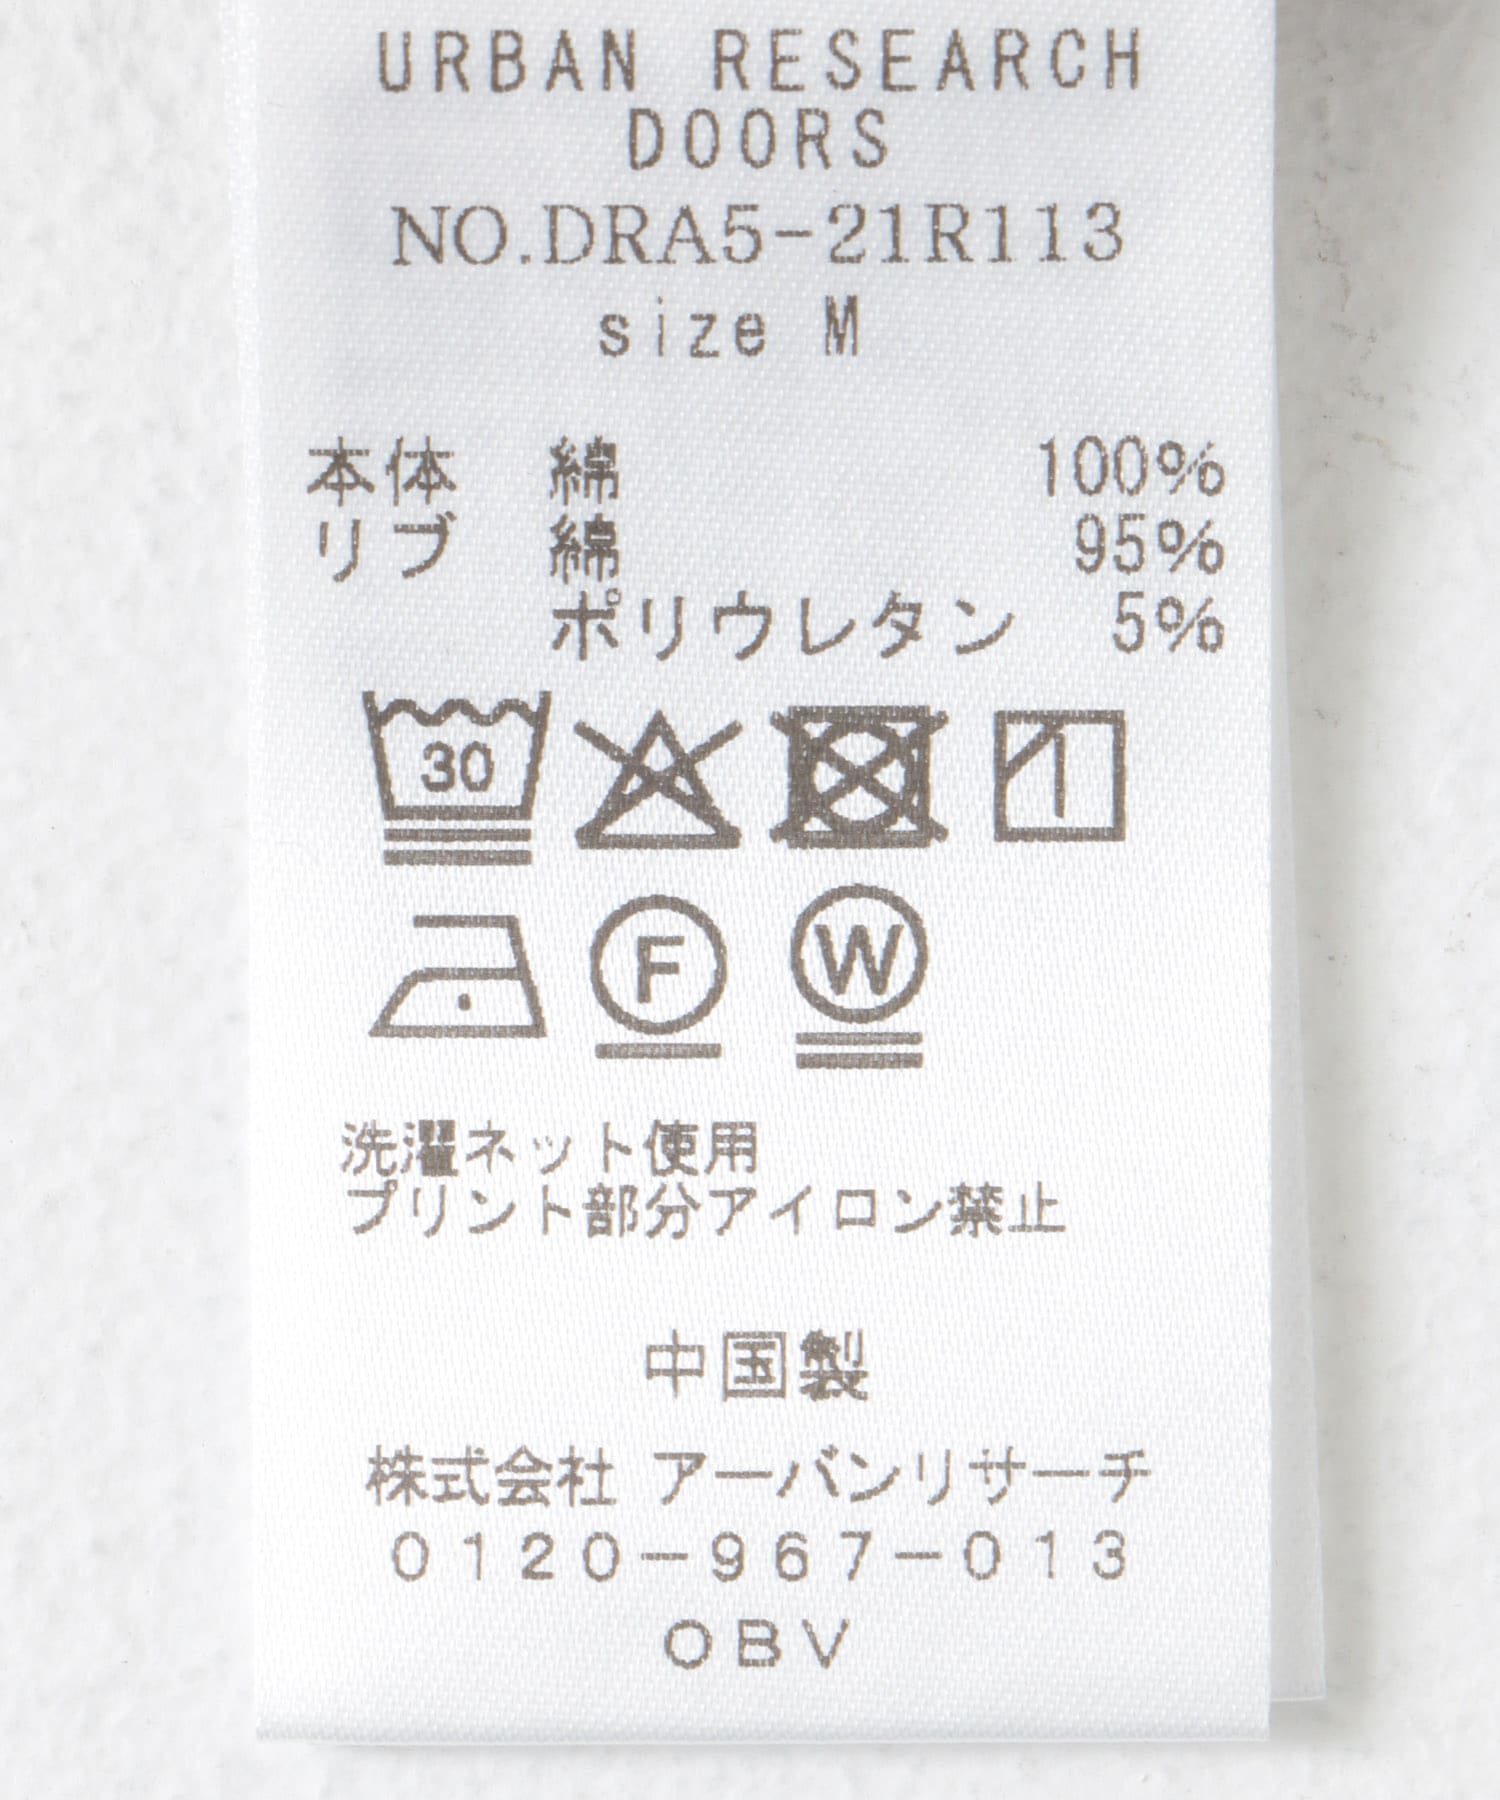 URBAN RESEARCH
DOORS
NO.DRA5-21R113
size M
本体 綿 100%
リブ 綿 95%
ポリウレタン 5%
30
F
W
洗濯ネット使用
プリント部分アイロン禁止
中国製
株式会社 アーバンリサーチ
0120-967-013
OBV